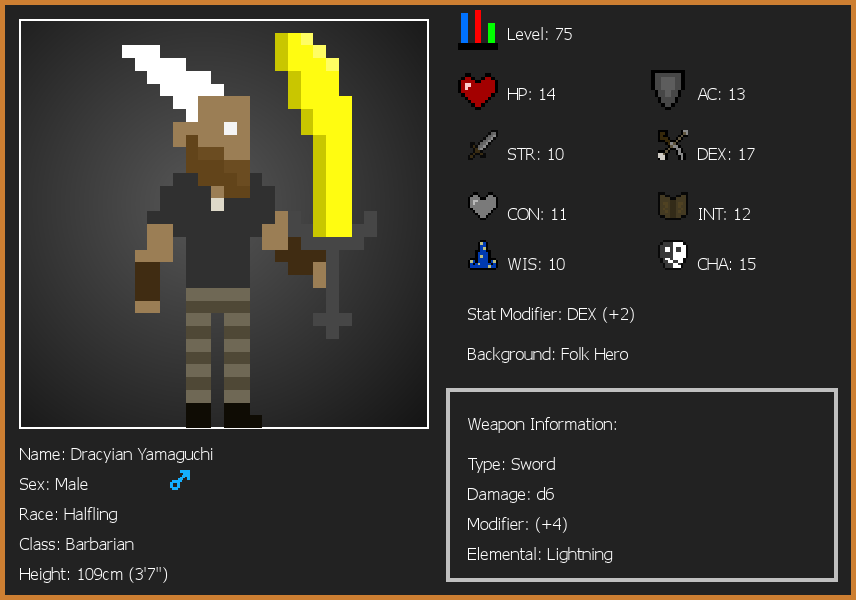 Level: 75
HP: 14
AC: 13
STR: 10
DEX: 17
CON: 11
INT: 12
WIS: 10
CHA: 15
Stat Modifier: DEX (+2)
Background: Folk Hero
Weapon Information:
Type: Sword
Damage: d6
Modifier: (+4)
Elemental: Lightning
Name: Dracyian Yamaguchi
Sex: Male
Race: Halfling
Class: Barbarian
Height: 109cm (3'7")